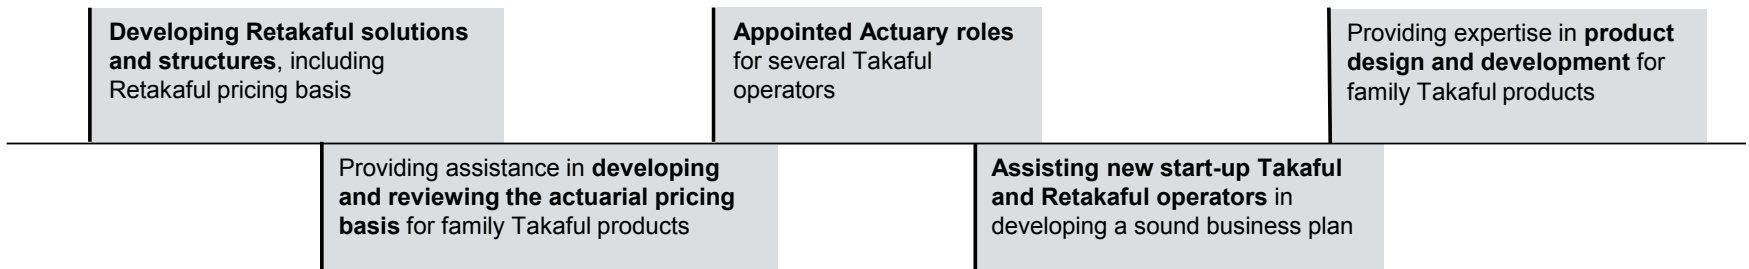 Developing Retakaful solutions
and structures, including
Retakaful pricing basis
Providing assistance in developing
and reviewing the actuarial pricing
basis for family Takaful products
Appointed Actuary roles
for several Takaful
operators
Assisting new start-up Takaful
and Retakaful operators in
developing a sound business plan
Providing expertise in product
design and development for
family Takaful products